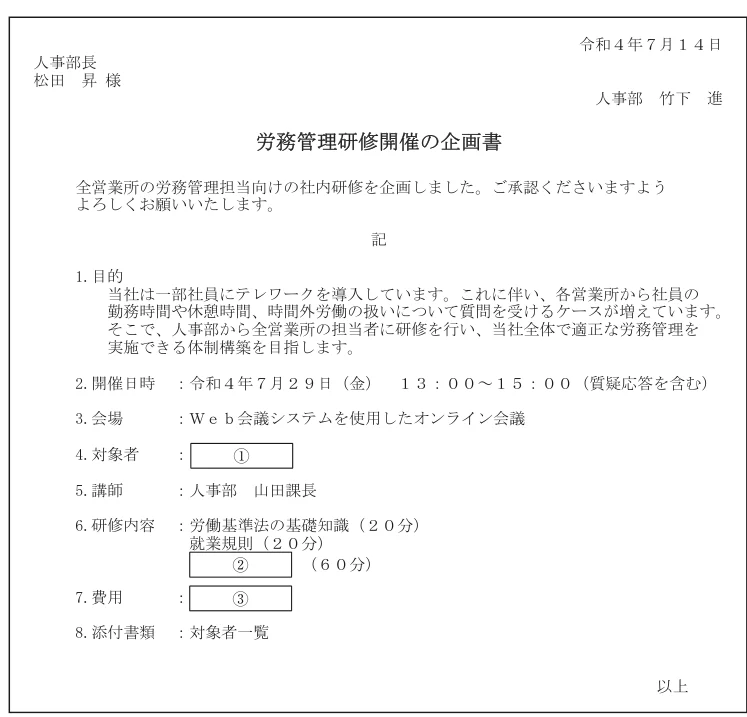 令和４年７月１４日
人事部長
松田　昇 様
人事部　竹下　進
労務管理研修開催の企画書
全営業所の労務管理担当向けの社内研修を企画しました。ご承認くださいますよう
よろしくお願いいたします。
記
1. 目的
当社は一部社員にテレワークを導入しています。これに伴い、各営業所から社員の
勤務時間や休憩時間、時間外労働の扱いについて質問を受けるケースが増えています。
そこで、人事部から全営業所の担当者に研修を行い、当社全体で適正な労務管理を
実施できる体制構築を目指します。
2. 開催日時　：令和４年７月２９日（金）　１３：００～１５：００（質疑応答を含む）
3. 会場　：Ｗｅｂ会議システムを使用したオンライン会議
4. 対象者　：①
5. 講師　：人事部　山田課長
6. 研修内容　：労働基準法の基礎知識（２０分）
就業規則（２０分）
②（６０分）
7. 費用　：③
8. 添付書類　：対象者一覧
以上